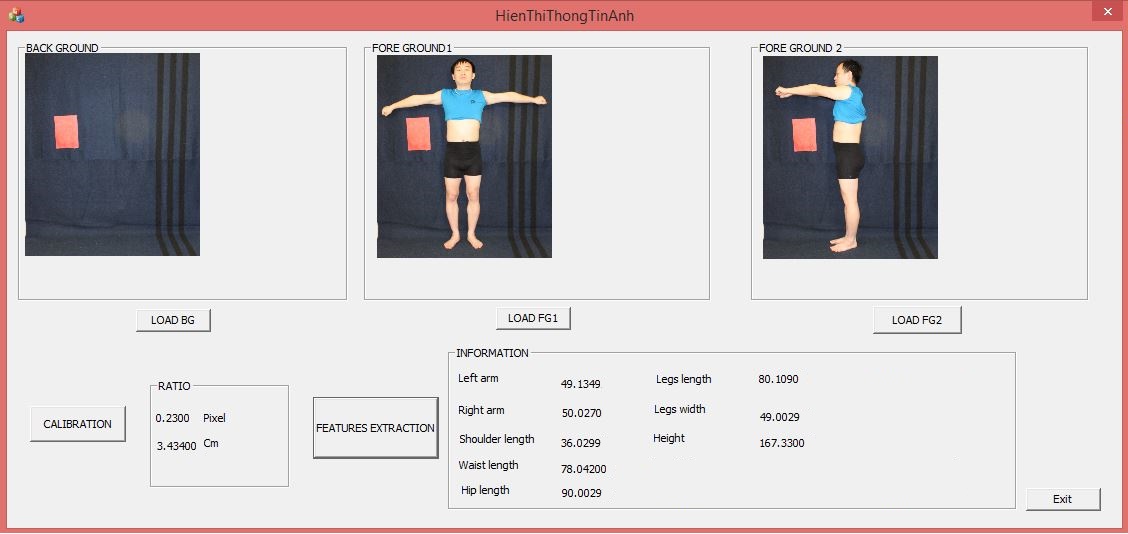 HienThiThongTinAnh
BACK GROUND
FORE GROUND1
FORE GROUND 2
LOAD BG
LOAD FG1
LOAD FG2
CALIBRATION
RATIO
0.2300 Pixel
3.43400 Cm
FEATURES EXTRACTION
INFORMATION
Left arm 49.1349
Right arm 50.0270
Shoulder length 36.0299
Waist length 78.04200
Hip length 90.0029
Legs length 80.1090
Legs width 49.0029
Height 167.3300
Exit